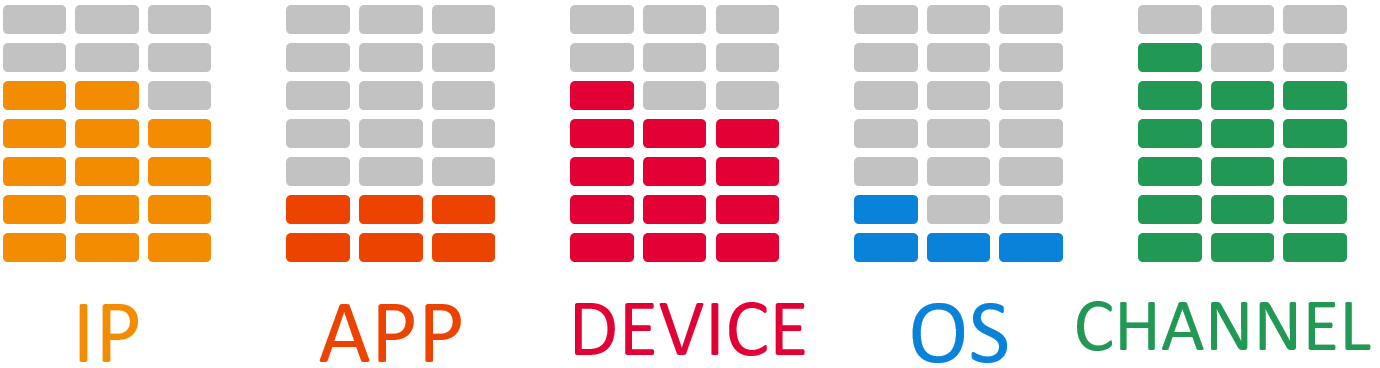 IP APP DEVICE OS CHANNEL